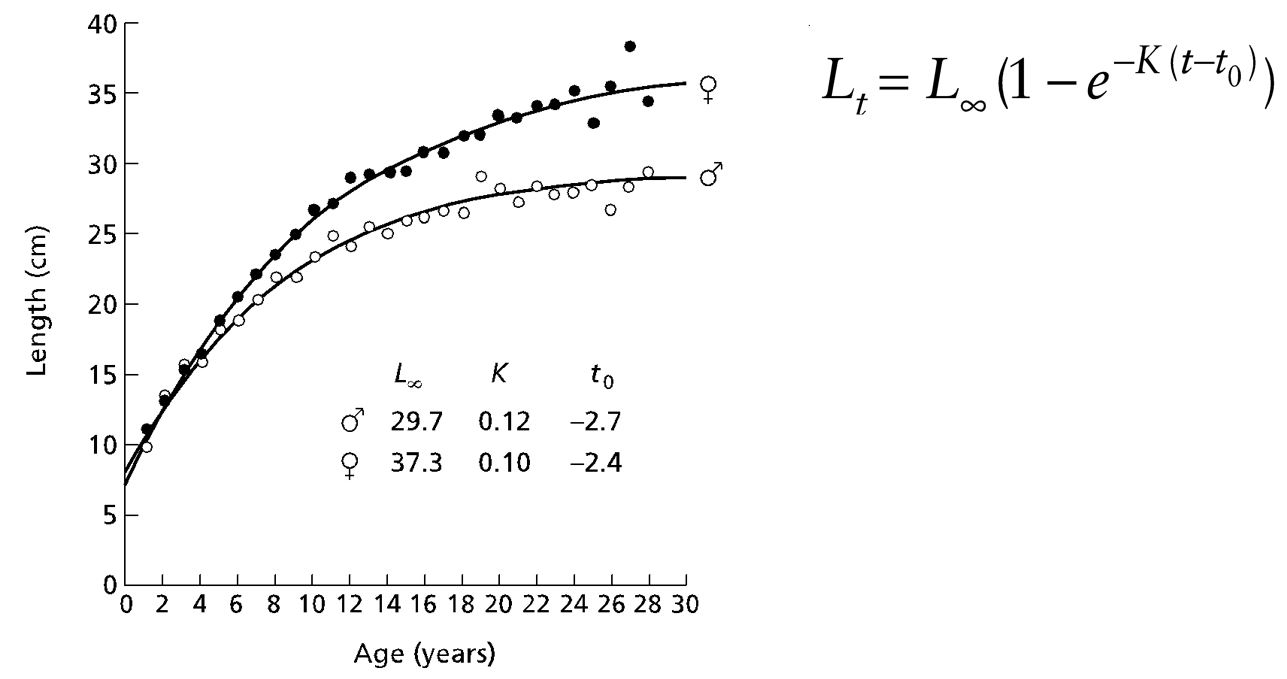 40
35
30
25
20
15
10
5
0
Length (cm)
♀
♂
L∞ K t0
♂ 29.7 0.12 –2.7
♀ 37.3 0.10 –2.4
0 2 4 6 8 10 12 14 16 18 20 22 24 26 28 30
Age (years)
Lt = L∞ (1 − e^−K (t−t0))